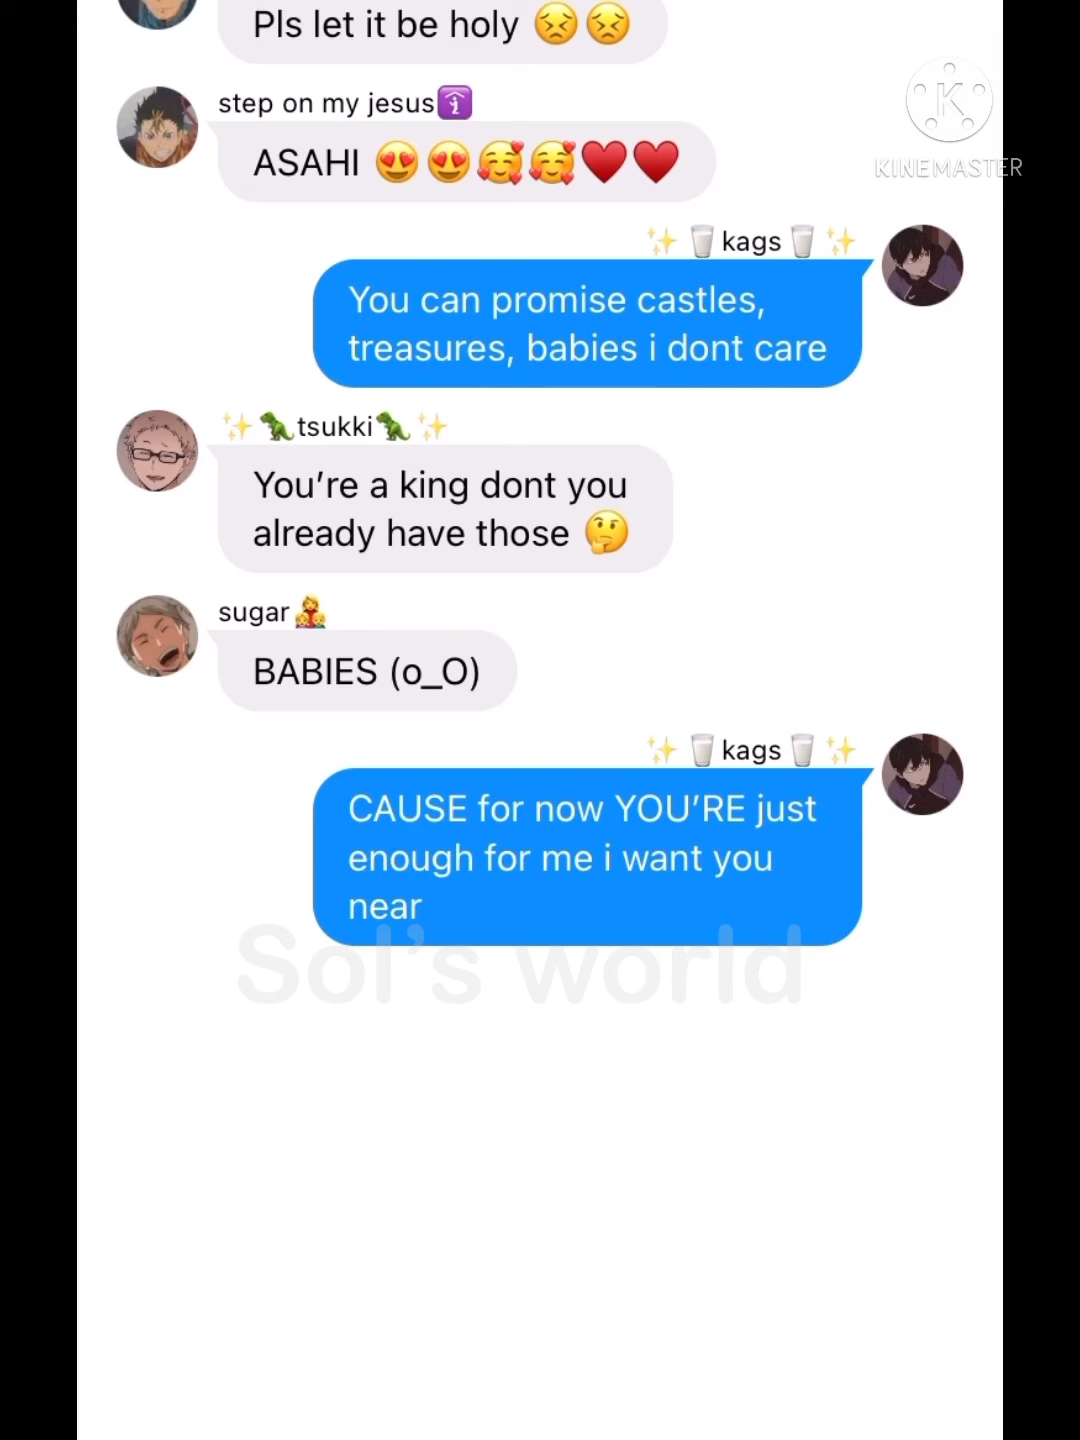 Pls let it be holy 😣😣
step on my jesus🛐
ASAHI 😍😍🥰🥰♥️♥️
KINEMASTER
✨🥛kags🥛✨
You can promise castles,
treasures, babies i dont care
✨🦖tsukki🦖✨
You’re a king dont you
already have those 🤔
sugar👩‍👧‍👦
BABIES (o_O)
✨🥛kags🥛✨
CAUSE for now YOU’RE just
enough for me i want you
near
Sol’s world